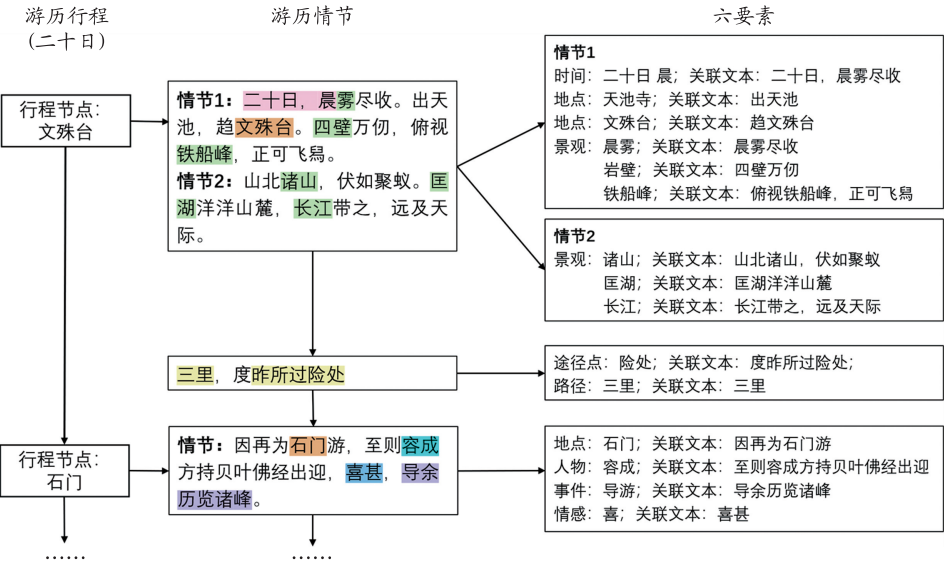 游历行程
(二十日)
游历情节
六要素
行程节点：
文殊台
情节1：二十日，晨雾尽收。出天
池，趋文殊台。四壁万仞，俯视
铁船峰，正可飞舄。
情节2：山北诸山，伏如聚蚁。匡
湖洋洋山麓，长江带之，远及天
际。
情节1
时间：二十日 晨；关联文本：二十日，晨雾尽收
地点：天池寺；关联文本：出天池
地点：文殊台；关联文本：趋文殊台
景观：晨雾；关联文本：晨雾尽收
岩壁；关联文本：四壁万仞
铁船峰；关联文本：俯视铁船峰，正可飞舄
情节2
景观：诸山；关联文本：山北诸山，伏如聚蚁
匡湖；关联文本：匡湖洋洋山麓
长江；关联文本：长江带之，远及天际
三里，度昨所过险处
途径点：险处；关联文本：度昨所过险处;
路径：三里；关联文本：三里
行程节点：
石门
情节：因再为石门游，至则容成
方持贝叶佛经出迎，喜甚，导余
历览诸峰。
地点：石门；关联文本：因再为石门游
人物：容成；关联文本：至则容成方持贝叶佛经出迎
事件：导游；关联文本：导余历览诸峰
情感：喜；关联文本：喜甚
……
……